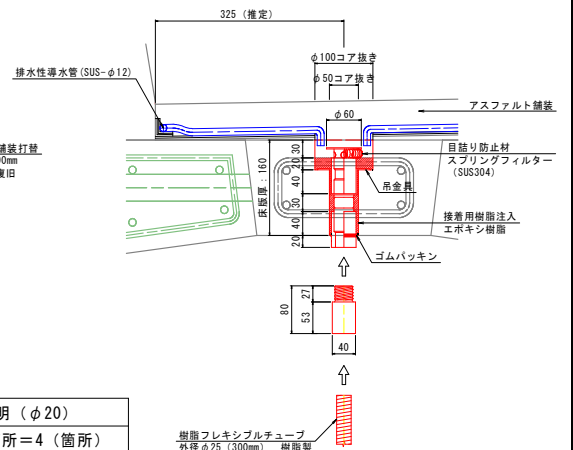 325 (推定)
φ100コア抜き
φ50コア抜き
φ60
排水性導水管(SUS-φ12)
アスファルト舗装
舗装打替
00mm
復旧
目詰り防止材
スプリングフィルター
(SUS304)
吊金具
床版厚：160
30
20
40
30
40
20
接着用樹脂注入
エポキシ樹脂
ゴムパッキン
80
27
53
40
明 (φ20)
所＝4 (箇所)
樹脂フレキシブルチューブ
外径φ25 (300mm) 樹脂製